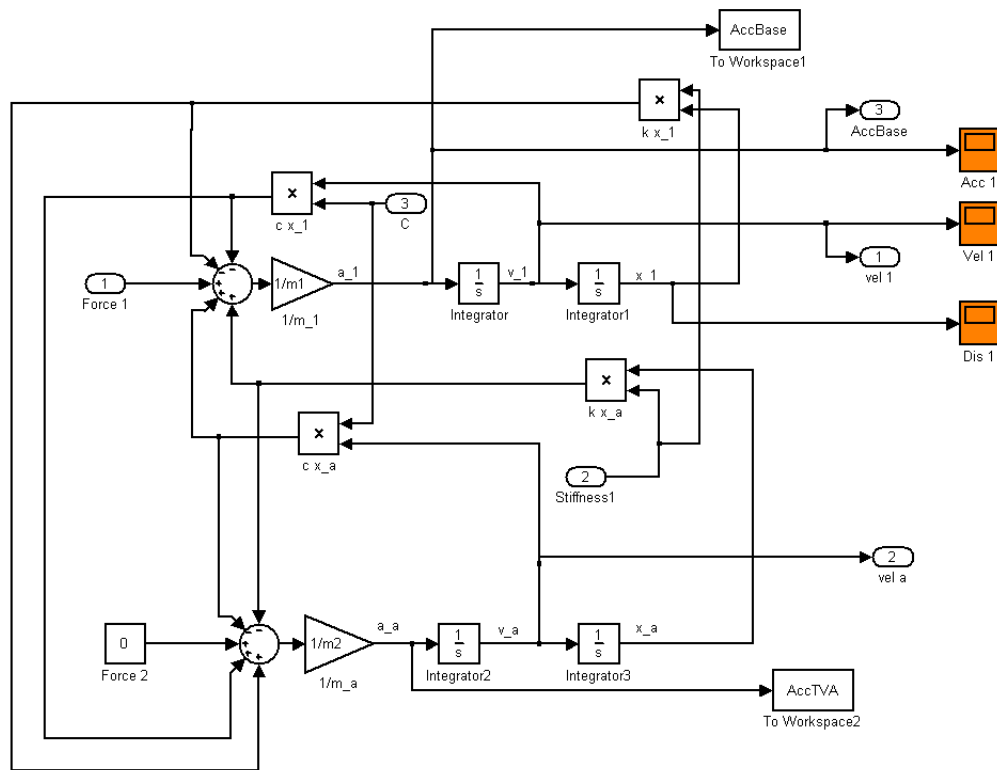 AccBase
To Workspace1
×
k x_1
3
AccBase
Acc 1
×
c x_1
3
C
Vel 1
1
vel 1
1
Force 1
- - + + +
1/m1
1/m_1
a_1
1
s
Integrator
v_1
1
s
Integrator1
x_1
Dis 1
×
k x_a
×
c x_a
2
Stiffness1
2
vel a
0
Force 2
- - + + +
1/m2
1/m_a
a_a
1
s
Integrator2
v_a
1
s
Integrator3
x_a
AccTVA
To Workspace2